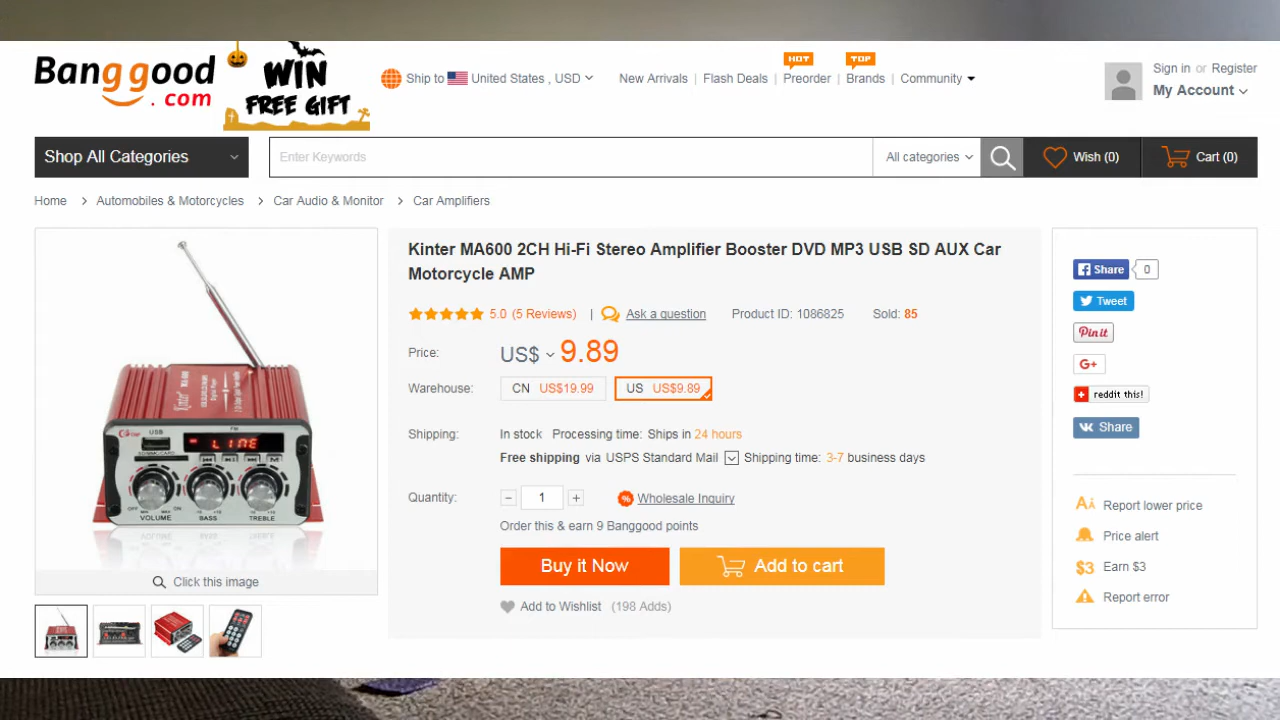 Banggood
.com
WIN
FREE GIFT
Ship to United States , USD
New Arrivals
Flash Deals
HOT
Preorder
TOP
Brands
Community
Sign in or Register
My Account
Shop All Categories
Enter Keywords
All categories
Wish (0)
Cart (0)
Home > Automobiles & Motorcycles > Car Audio & Monitor > Car Amplifiers
Kinter MA600 2CH Hi-Fi Stereo Amplifier Booster DVD MP3 USB SD AUX Car
Motorcycle AMP
5.0 (5 Reviews) | Ask a question Product ID: 1086825 Sold: 85
Price: US$ 9.89
Warehouse: CN US$19.99 US US$9.89
Shipping: In stock Processing time: Ships in 24 hours
Free shipping via USPS Standard Mail Shipping time: 3-7 business days
Quantity: − 1 + Wholesale Inquiry
Order this & earn 9 Banggood points
Buy it Now
Add to cart
Add to Wishlist (198 Adds)
Kinter
USB
FM
LINE
OFF MIN MAX ON
VOLUME
BASS
TREBLE
Click this image
Share 0
Tweet
Pin it
G+
reddit this!
Share
Report lower price
Price alert
$3 Earn $3
Report error